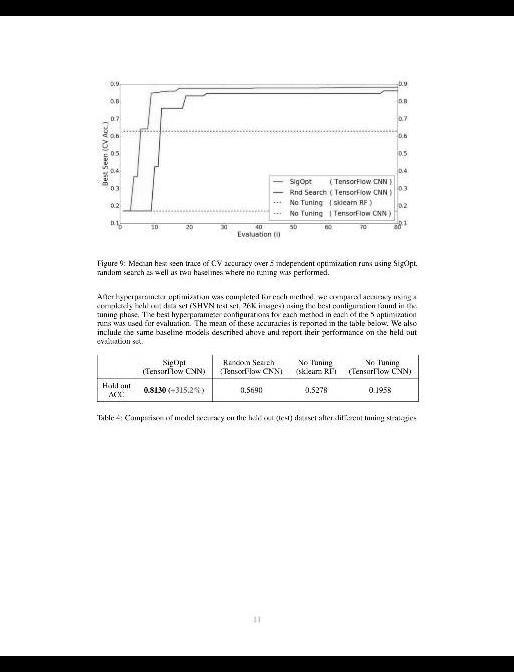 0.9
0.8
0.7
0.6
0.5
0.4
0.3
0.2
0.1
Best Seen (CV Acc.)
0.9
0.8
0.7
0.6
0.5
0.4
0.3
0.2
0.1
SigOpt ( TensorFlow CNN )
Rnd Search ( TensorFlow CNN )
No Tuning ( sklearn RF )
No Tuning ( TensorFlow CNN )
0 10 20 30 40 50 60 70 80
Evaluation (i)
Figure 9: Median best seen trace of CV accuracy over 5 independent optimization runs using SigOpt,
random search as well as two baselines where no tuning was performed.
After hyperparameter optimization was completed for each method, we compared accuracy using a
completely held out data set (SHVN test set, 26K images) using the best configuration found in the
tuning phase. The best hyperparameter configurations for each method in each of the 5 optimization
runs was used for evaluation. The mean of these accuracies is reported in the table below. We also
include the same baseline models described above and report their performance on the held out
evaluation set.
SigOpt Random Search No Tuning No Tuning
(TensorFlow CNN) (TensorFlow CNN) (sklearn RF) (TensorFlow CNN)
Hold out
ACC
0.8130 (+315.2%) 0.5690 0.5278 0.1958
Table 4: Comparison of model accuracy on the held out (test) dataset after different tuning strategies
11